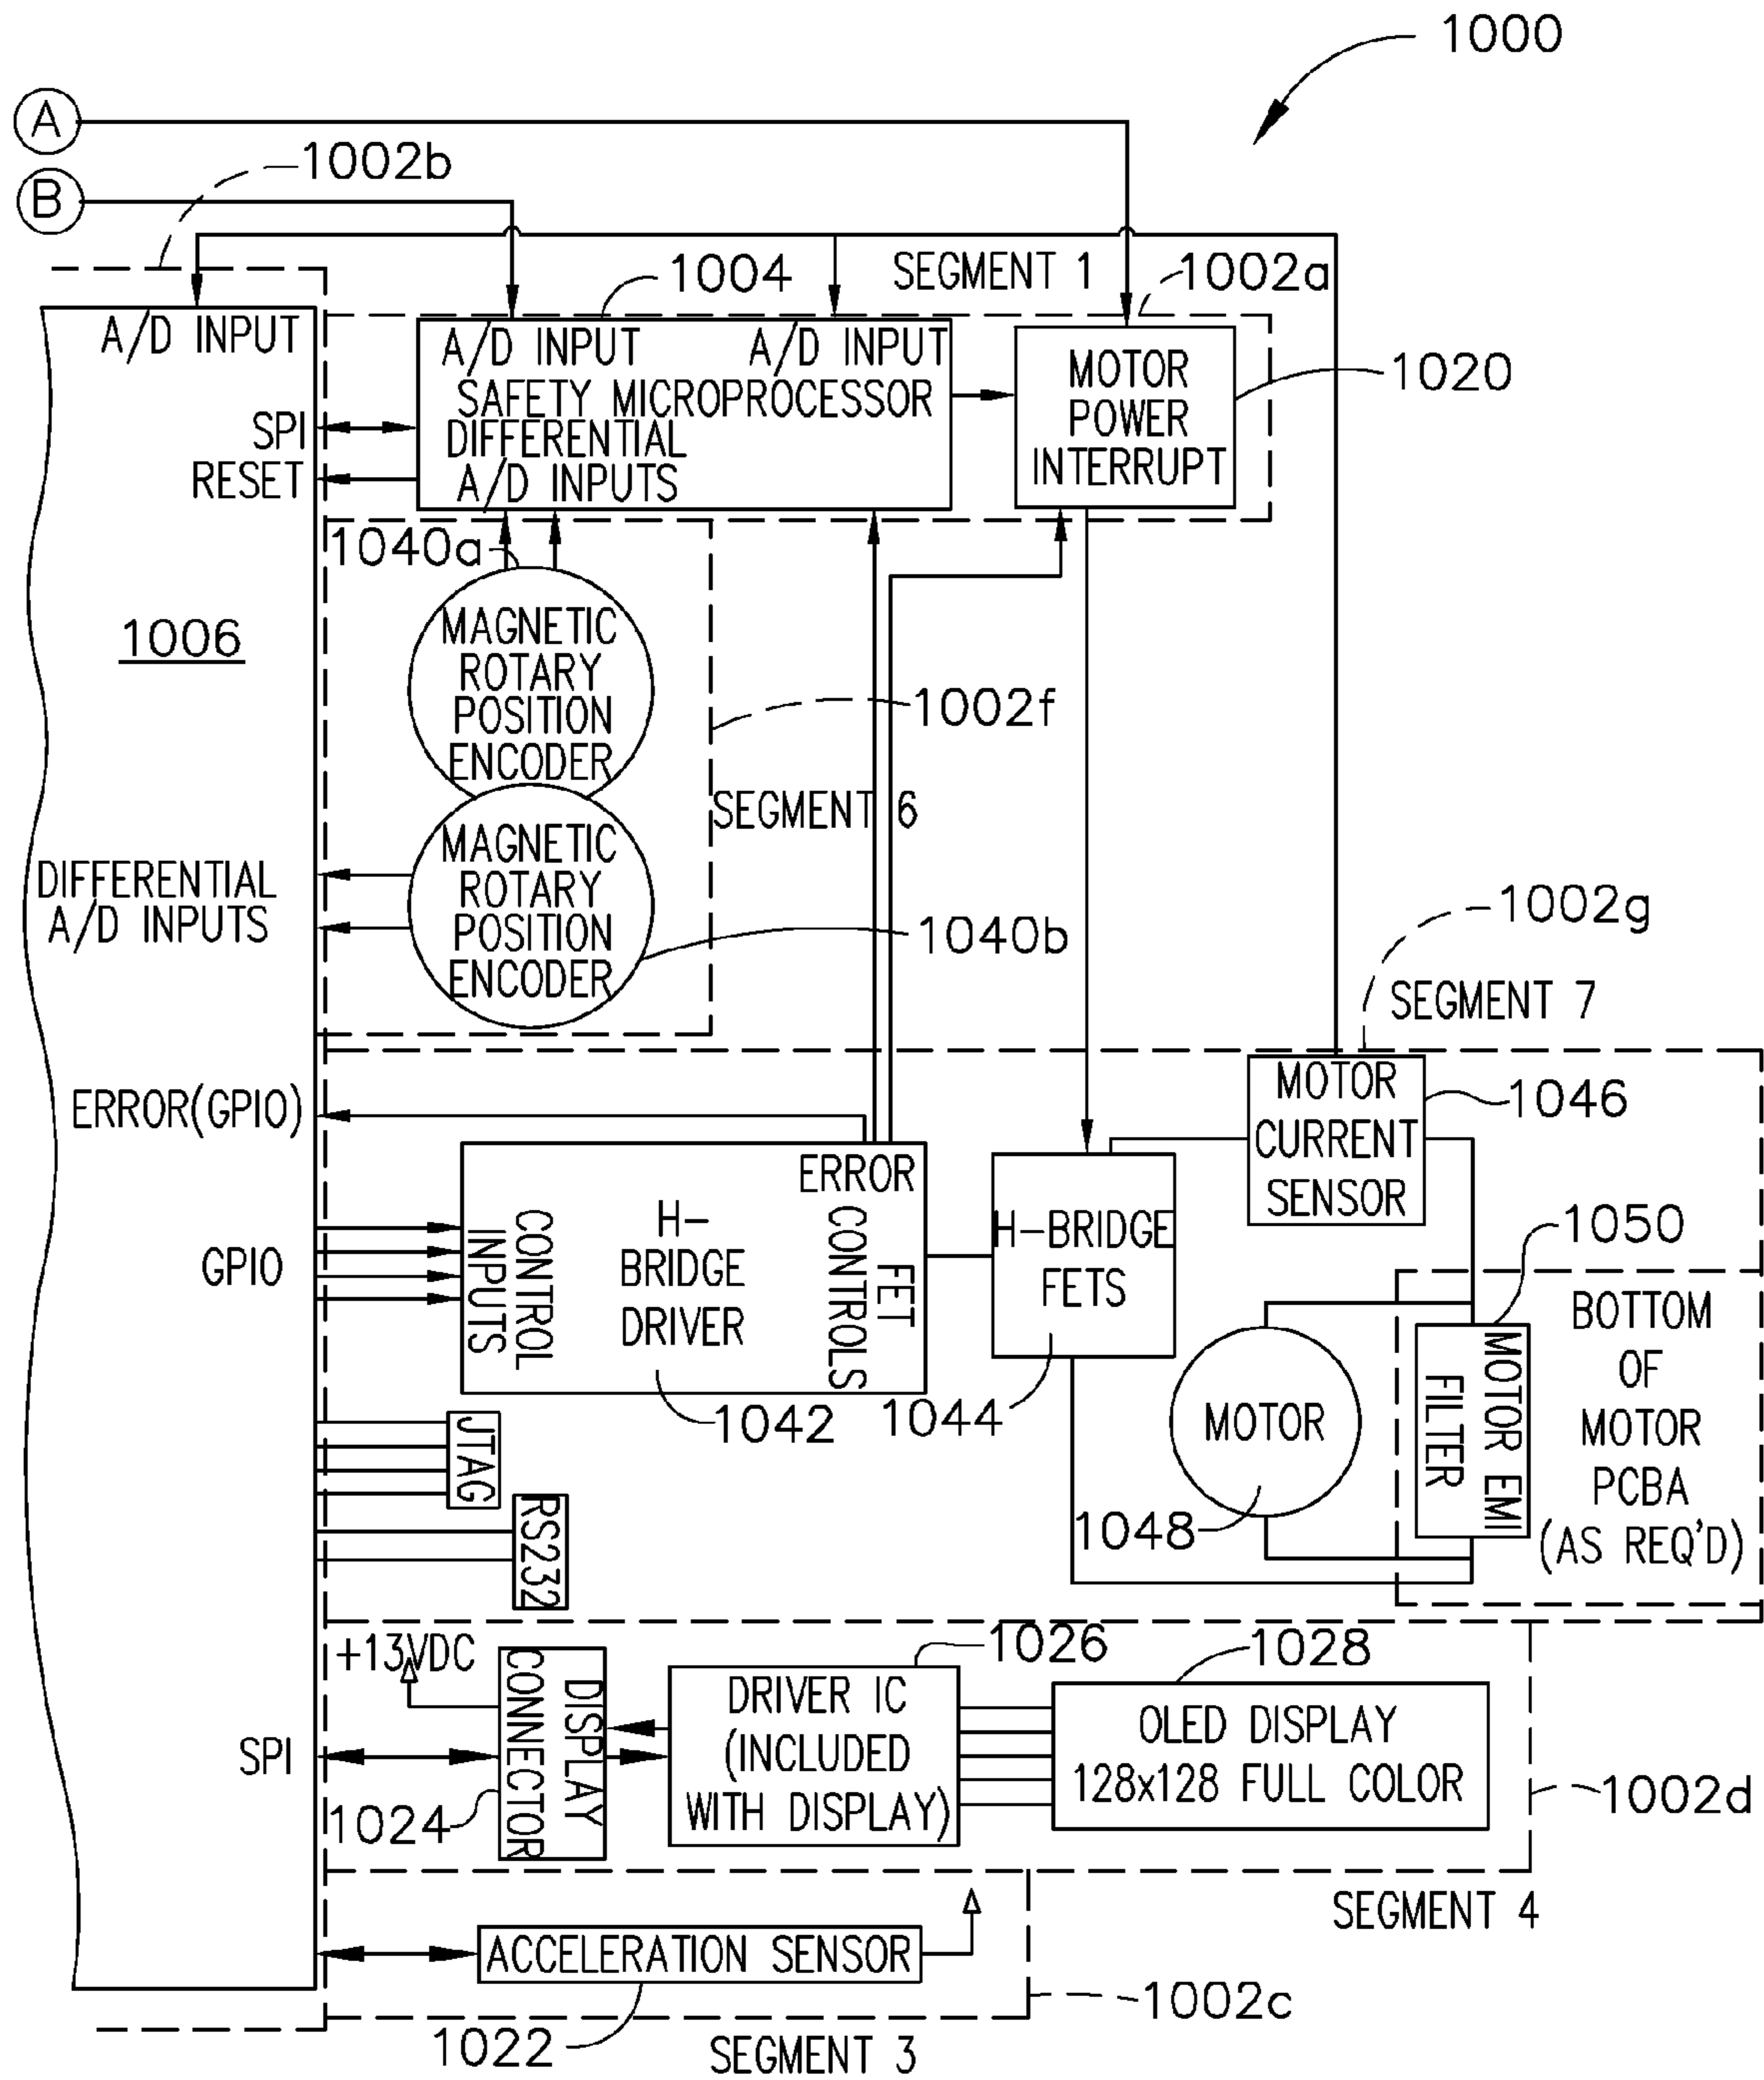 1000
A
1002b
B
1004
SEGMENT 1
1002a
A/D INPUT
A/D INPUT
A/D INPUT
SAFETY MICROPROCESSOR
DIFFERENTIAL
A/D INPUTS
MOTOR
POWER
INTERRUPT
1020
SPI
RESET
1040a
1006
MAGNETIC
ROTARY
POSITION
ENCODER
1002f
SEGMENT 6
MAGNETIC
ROTARY
POSITION
ENCODER
1040b
DIFFERENTIAL
A/D INPUTS
1002g
SEGMENT 7
ERROR(GPIO)
MOTOR
CURRENT
SENSOR
1046
ERROR
H-
BRIDGE
DRIVER
CONTROL
INPUTS
FET
CONTROLS
GPIO
H-BRIDGE
FETS
1050
1042
1044
MOTOR
1048
MOTOR EMI
FILTER
BOTTOM
OF
MOTOR
PCBA
(AS REQ'D)
JTAG
RS232
+13VDC
1026
1028
DISPLAY
CONNECTOR
DRIVER IC
(INCLUDED
WITH DISPLAY)
OLED DISPLAY
128x128 FULL COLOR
SPI
1024
1002d
SEGMENT 4
ACCELERATION SENSOR
1002c
1022
SEGMENT 3